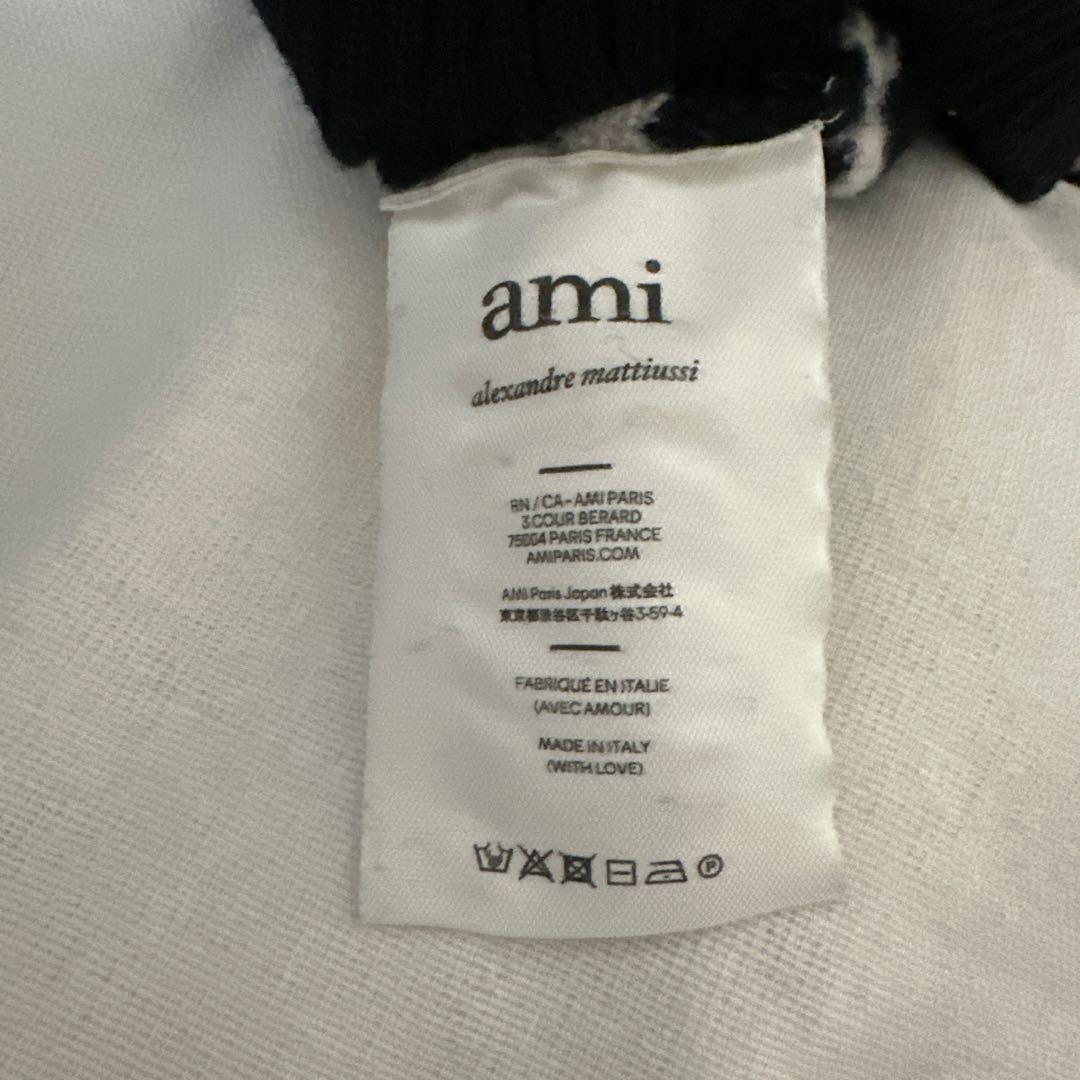 ami
alexandre mattiussi
RN / CA-AMI PARIS
3 COUR BERARD
75004 PARIS FRANCE
AMIPARIS.COM
AMI Paris Japan 株式会社
東京都渋谷区千駄ヶ谷3-59-4
FABRIQUÉ EN ITALIE
(AVEC AMOUR)
MADE IN ITALY
(WITH LOVE)
P